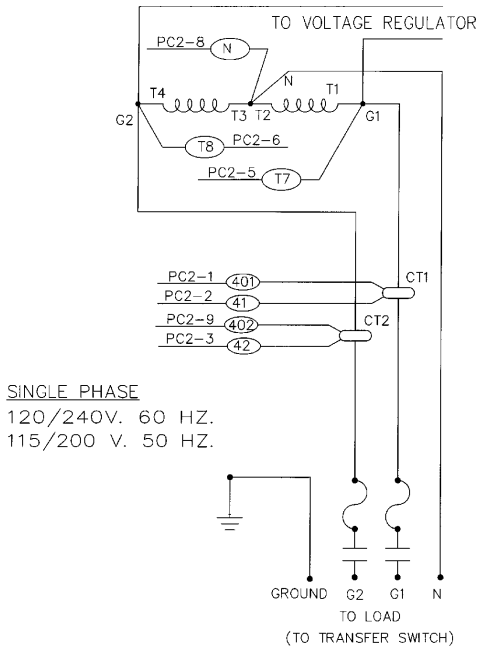 TO VOLTAGE REGULATOR
PC2-8 N
N
T4 T3 T2 T1
G2 G1
T8 PC2-6
PC2-5 T7
PC2-1 401 CT1
PC2-2 41
PC2-9 402 CT2
PC2-3 42
SINGLE PHASE
120/240V. 60 HZ.
115/200 V. 50 HZ.
GROUND G2 G1 N
TO LOAD
(TO TRANSFER SWITCH)